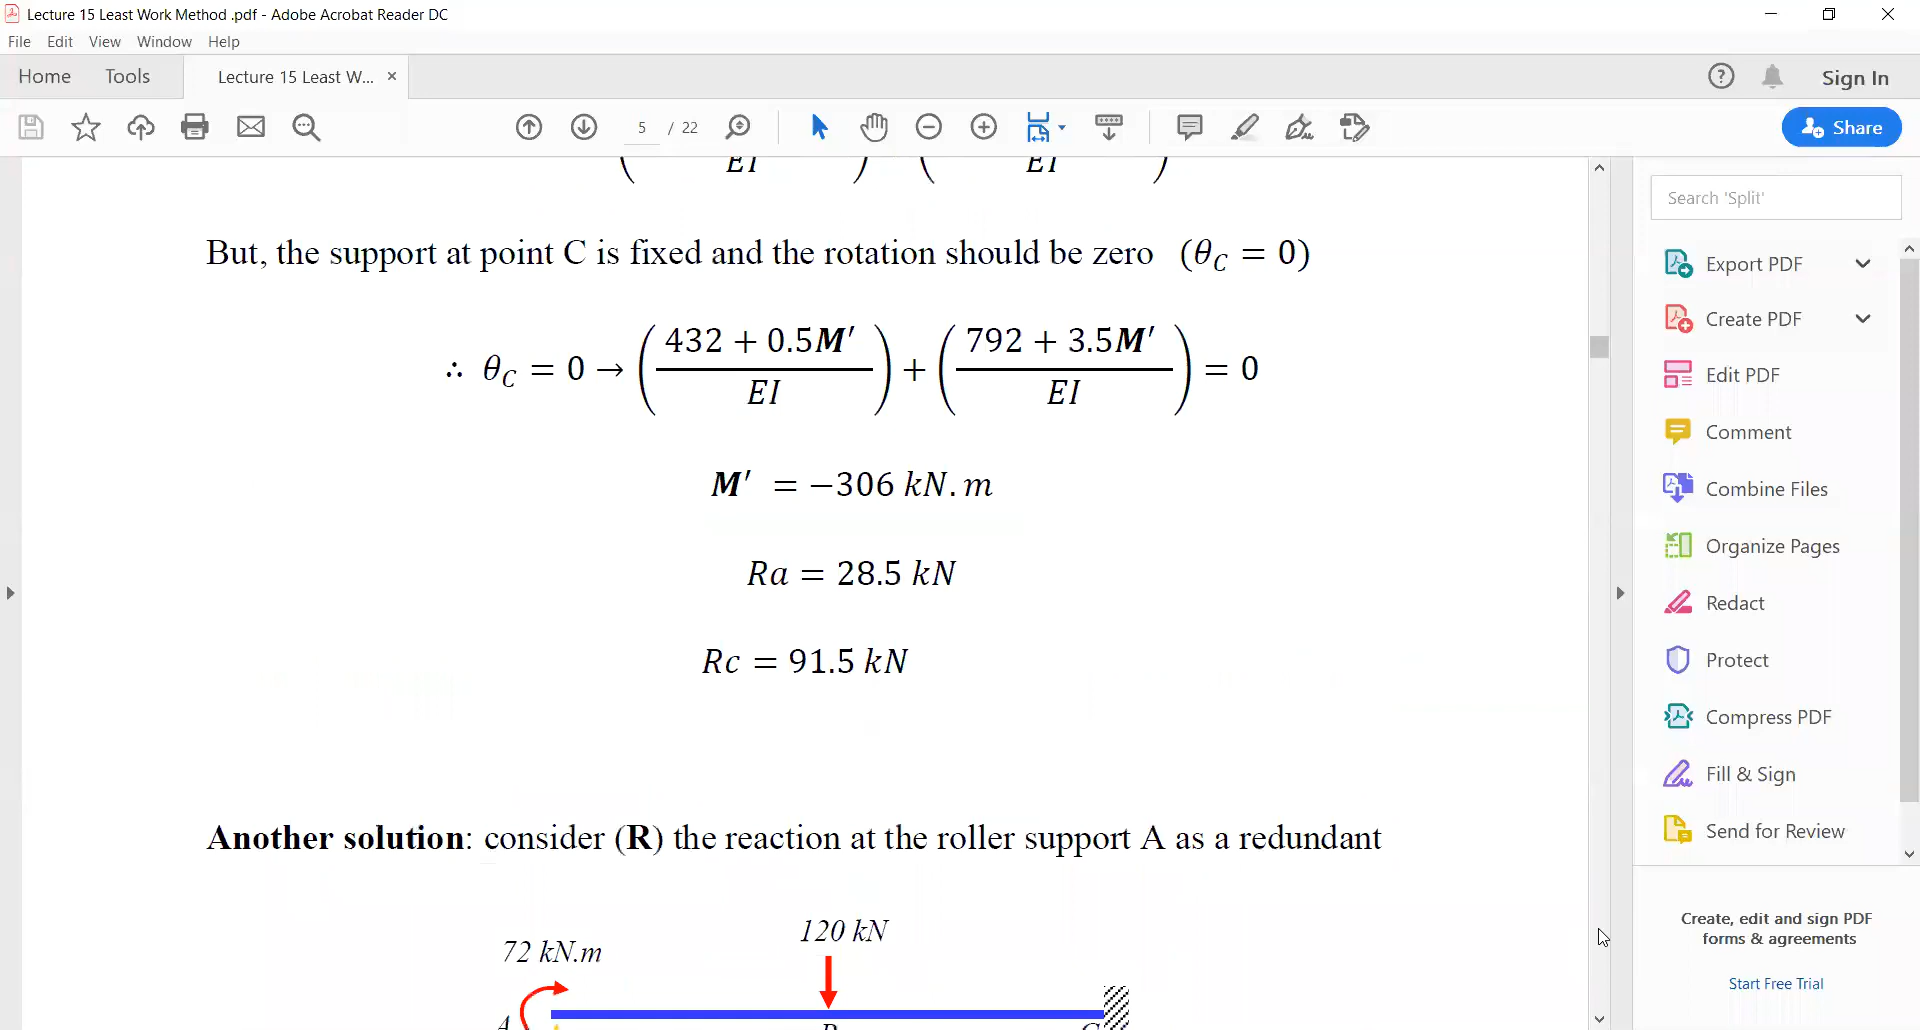 Lecture 15 Least Work Method .pdf - Adobe Acrobat Reader DC
File Edit View Window Help
Home Tools Lecture 15 Least W... × Sign In
5 / 22 Share
EI EI
But, the support at point C is fixed and the rotation should be zero (θ_C = 0)
∴ θ_C = 0 → ((432 + 0.5M′)/EI) + ((792 + 3.5M′)/EI) = 0
M′ = −306 kN.m
Ra = 28.5 kN
Rc = 91.5 kN
Another solution: consider (R) the reaction at the roller support A as a redundant
120 kN
72 kN.m
A B C
Search 'Split'
Export PDF
Create PDF
Edit PDF
Comment
Combine Files
Organize Pages
Redact
Protect
Compress PDF
Fill & Sign
Send for Review
Create, edit and sign PDF
forms & agreements
Start Free Trial